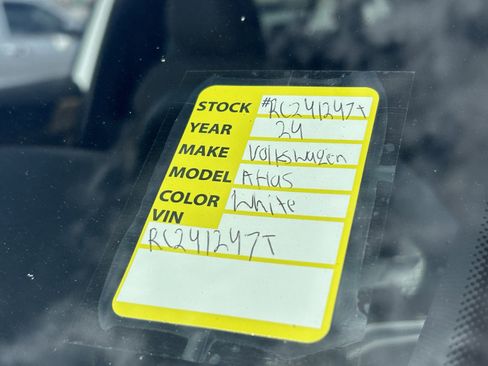 STOCK #RC241247T
YEAR 24
MAKE Volkswagen
MODEL Atlas
COLOR White
VIN
RC241247T